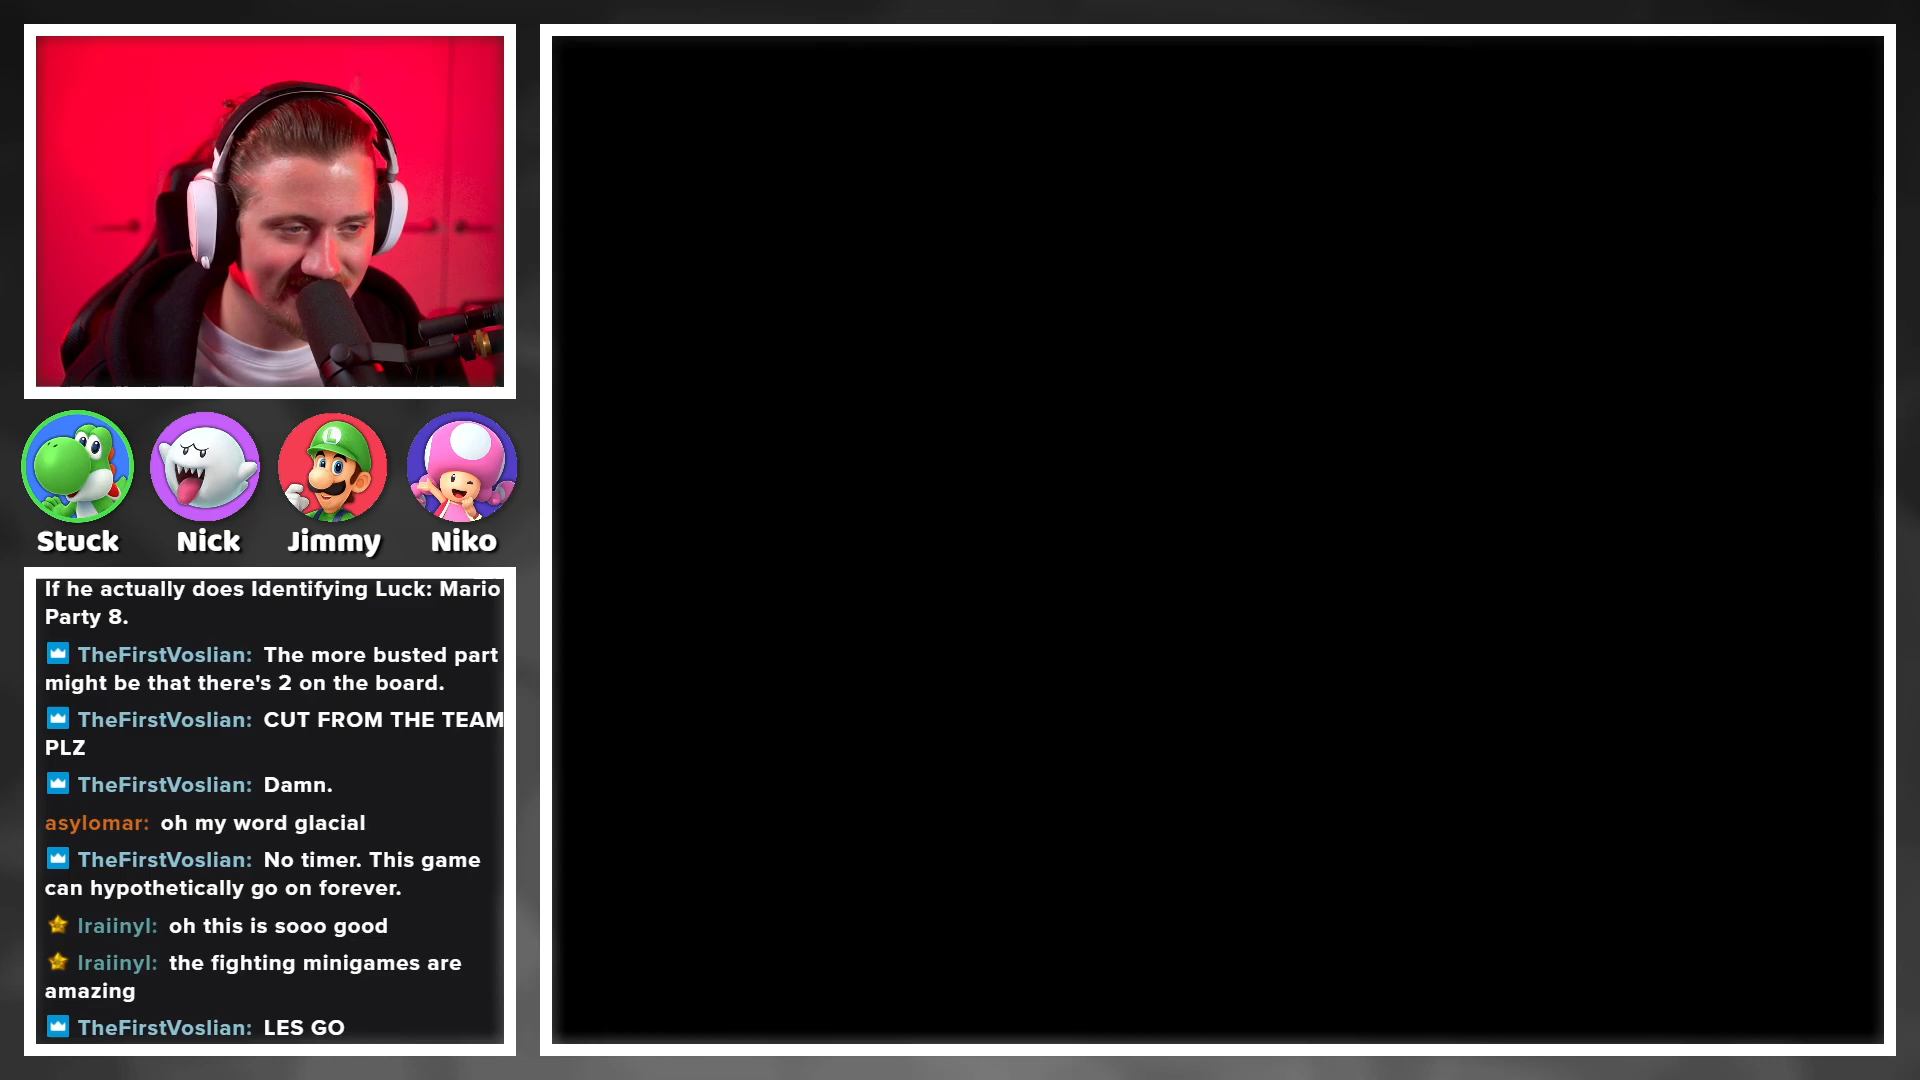 Stuck Nick Jimmy Niko
If he actually does Identifying Luck: Mario
Party 8.
TheFirstVoslian: The more busted part
might be that there's 2 on the board.
TheFirstVoslian: CUT FROM THE TEAM
PLZ
TheFirstVoslian: Damn.
asylomar: oh my word glacial
TheFirstVoslian: No timer. This game
can hypothetically go on forever.
lraiinyl: oh this is sooo good
lraiinyl: the fighting minigames are
amazing
TheFirstVoslian: LES GO